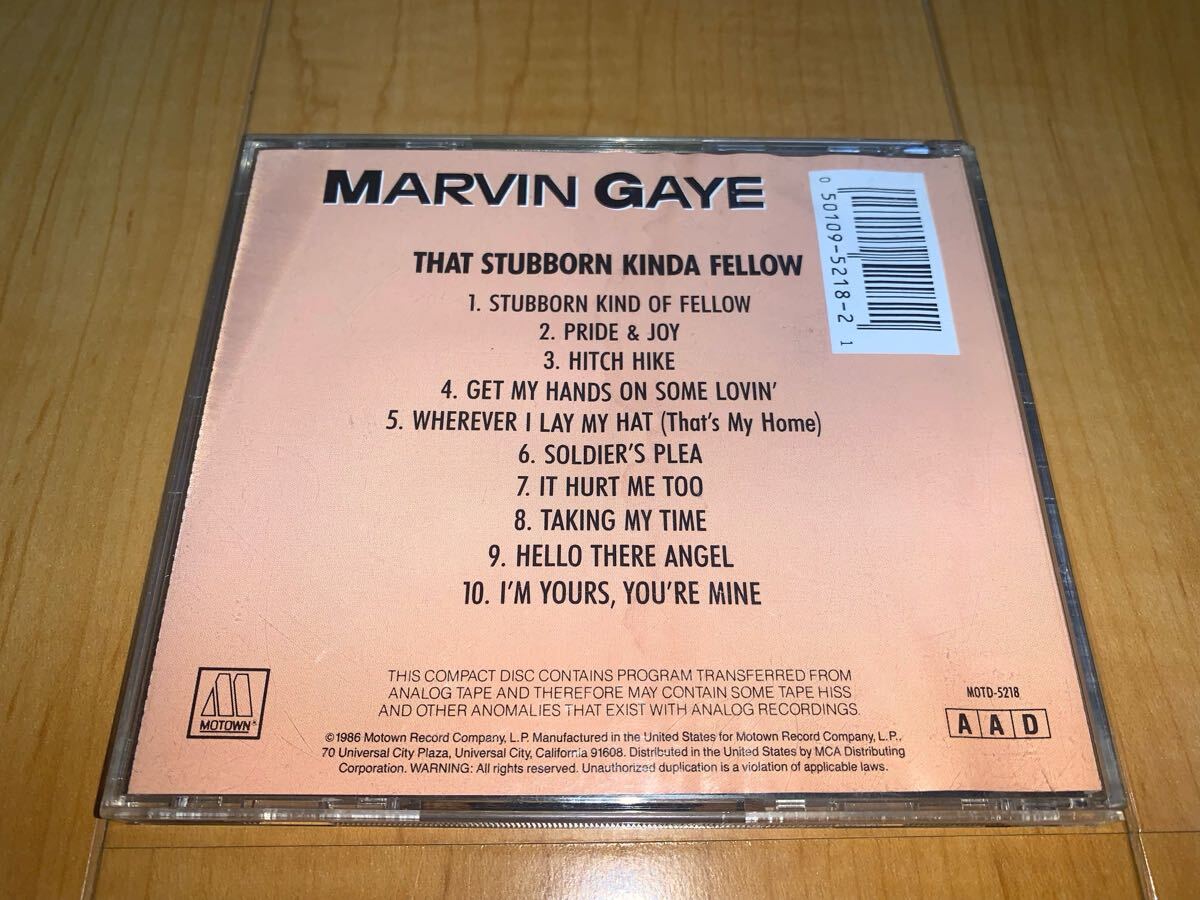 MARVIN GAYE
THAT STUBBORN KINDA FELLOW
1. STUBBORN KIND OF FELLOW
2. PRIDE & JOY
3. HITCH HIKE
4. GET MY HANDS ON SOME LOVIN'
5. WHEREVER I LAY MY HAT (That's My Home)
6. SOLDIER'S PLEA
7. IT HURT ME TOO
8. TAKING MY TIME
9. HELLO THERE ANGEL
10. I'M YOURS, YOU'RE MINE
0 50109-5218-2 1
THIS COMPACT DISC CONTAINS PROGRAM TRANSFERRED FROM
ANALOG TAPE AND THEREFORE MAY CONTAIN SOME TAPE HISS
AND OTHER ANOMALIES THAT EXIST WITH ANALOG RECORDINGS.
MOTOWN®
MOTD-5218
A A D
©1986 Motown Record Company, L.P. Manufactured in the United States for Motown Record Company, L.P.,
70 Universal City Plaza, Universal City, California 91608. Distributed in the United States by MCA Distributing
Corporation. WARNING: All rights reserved. Unauthorized duplication is a violation of applicable laws.